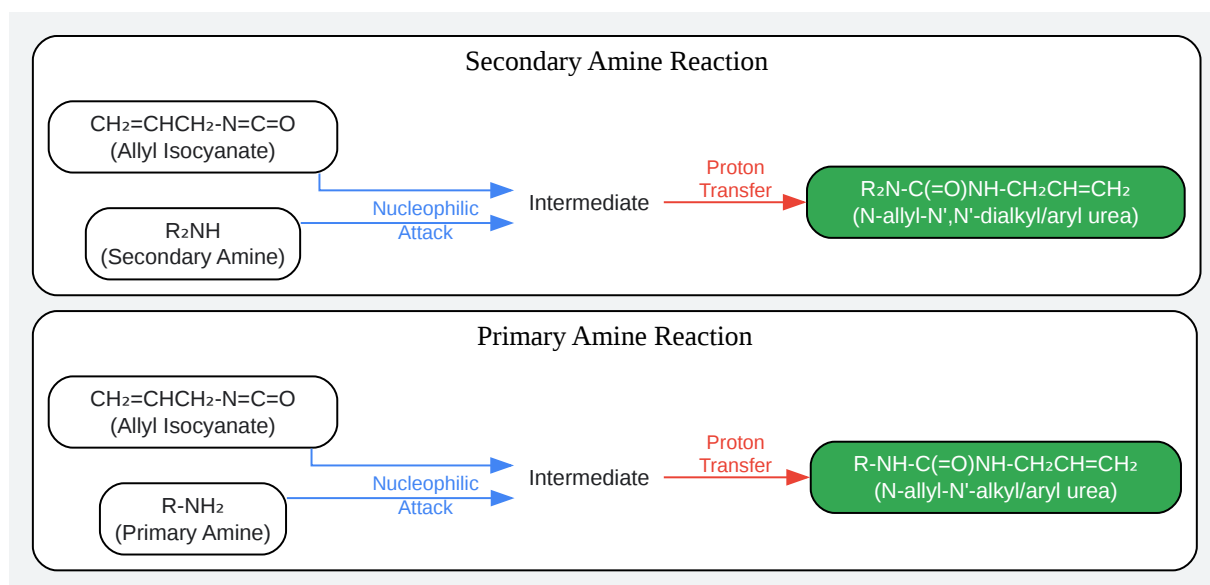 Secondary Amine Reaction
CH₂=CHCH₂-N=C=O
(Allyl Isocyanate)
R₂NH
(Secondary Amine)
Nucleophilic
Attack
Intermediate
Proton
Transfer
R₂N-C(=O)NH-CH₂CH=CH₂
(N-allyl-N',N'-dialkyl/aryl urea)
Primary Amine Reaction
CH₂=CHCH₂-N=C=O
(Allyl Isocyanate)
R-NH₂
(Primary Amine)
Nucleophilic
Attack
Intermediate
Proton
Transfer
R-NH-C(=O)NH-CH₂CH=CH₂
(N-allyl-N'-alkyl/aryl urea)